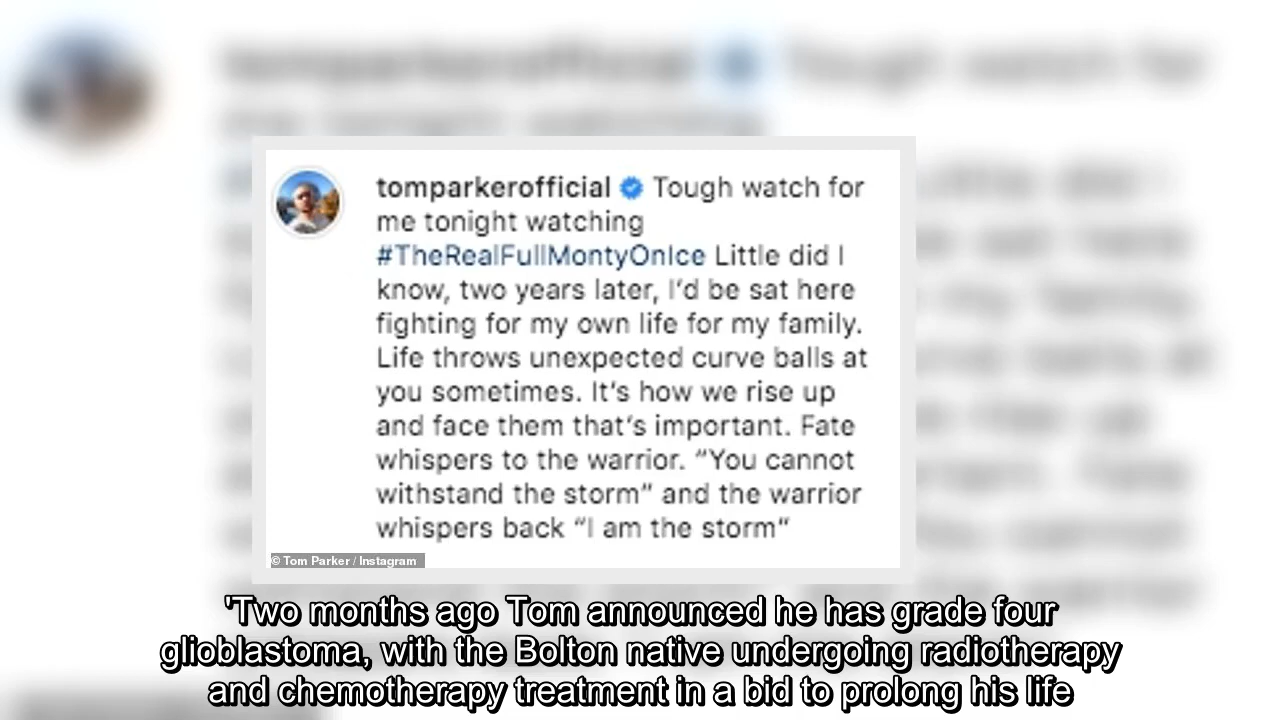 tomparkerofficial Tough watch for
me tonight watching
#TheRealFullMontyOnIce Little did I
know, two years later, I’d be sat here
fighting for my own life for my family.
Life throws unexpected curve balls at
you sometimes. It’s how we rise up
and face them that’s important. Fate
whispers to the warrior. “You cannot
withstand the storm” and the warrior
whispers back “I am the storm”
© Tom Parker / Instagram
'Two months ago Tom announced he has grade four
glioblastoma, with the Bolton native undergoing radiotherapy
and chemotherapy treatment in a bid to prolong his life